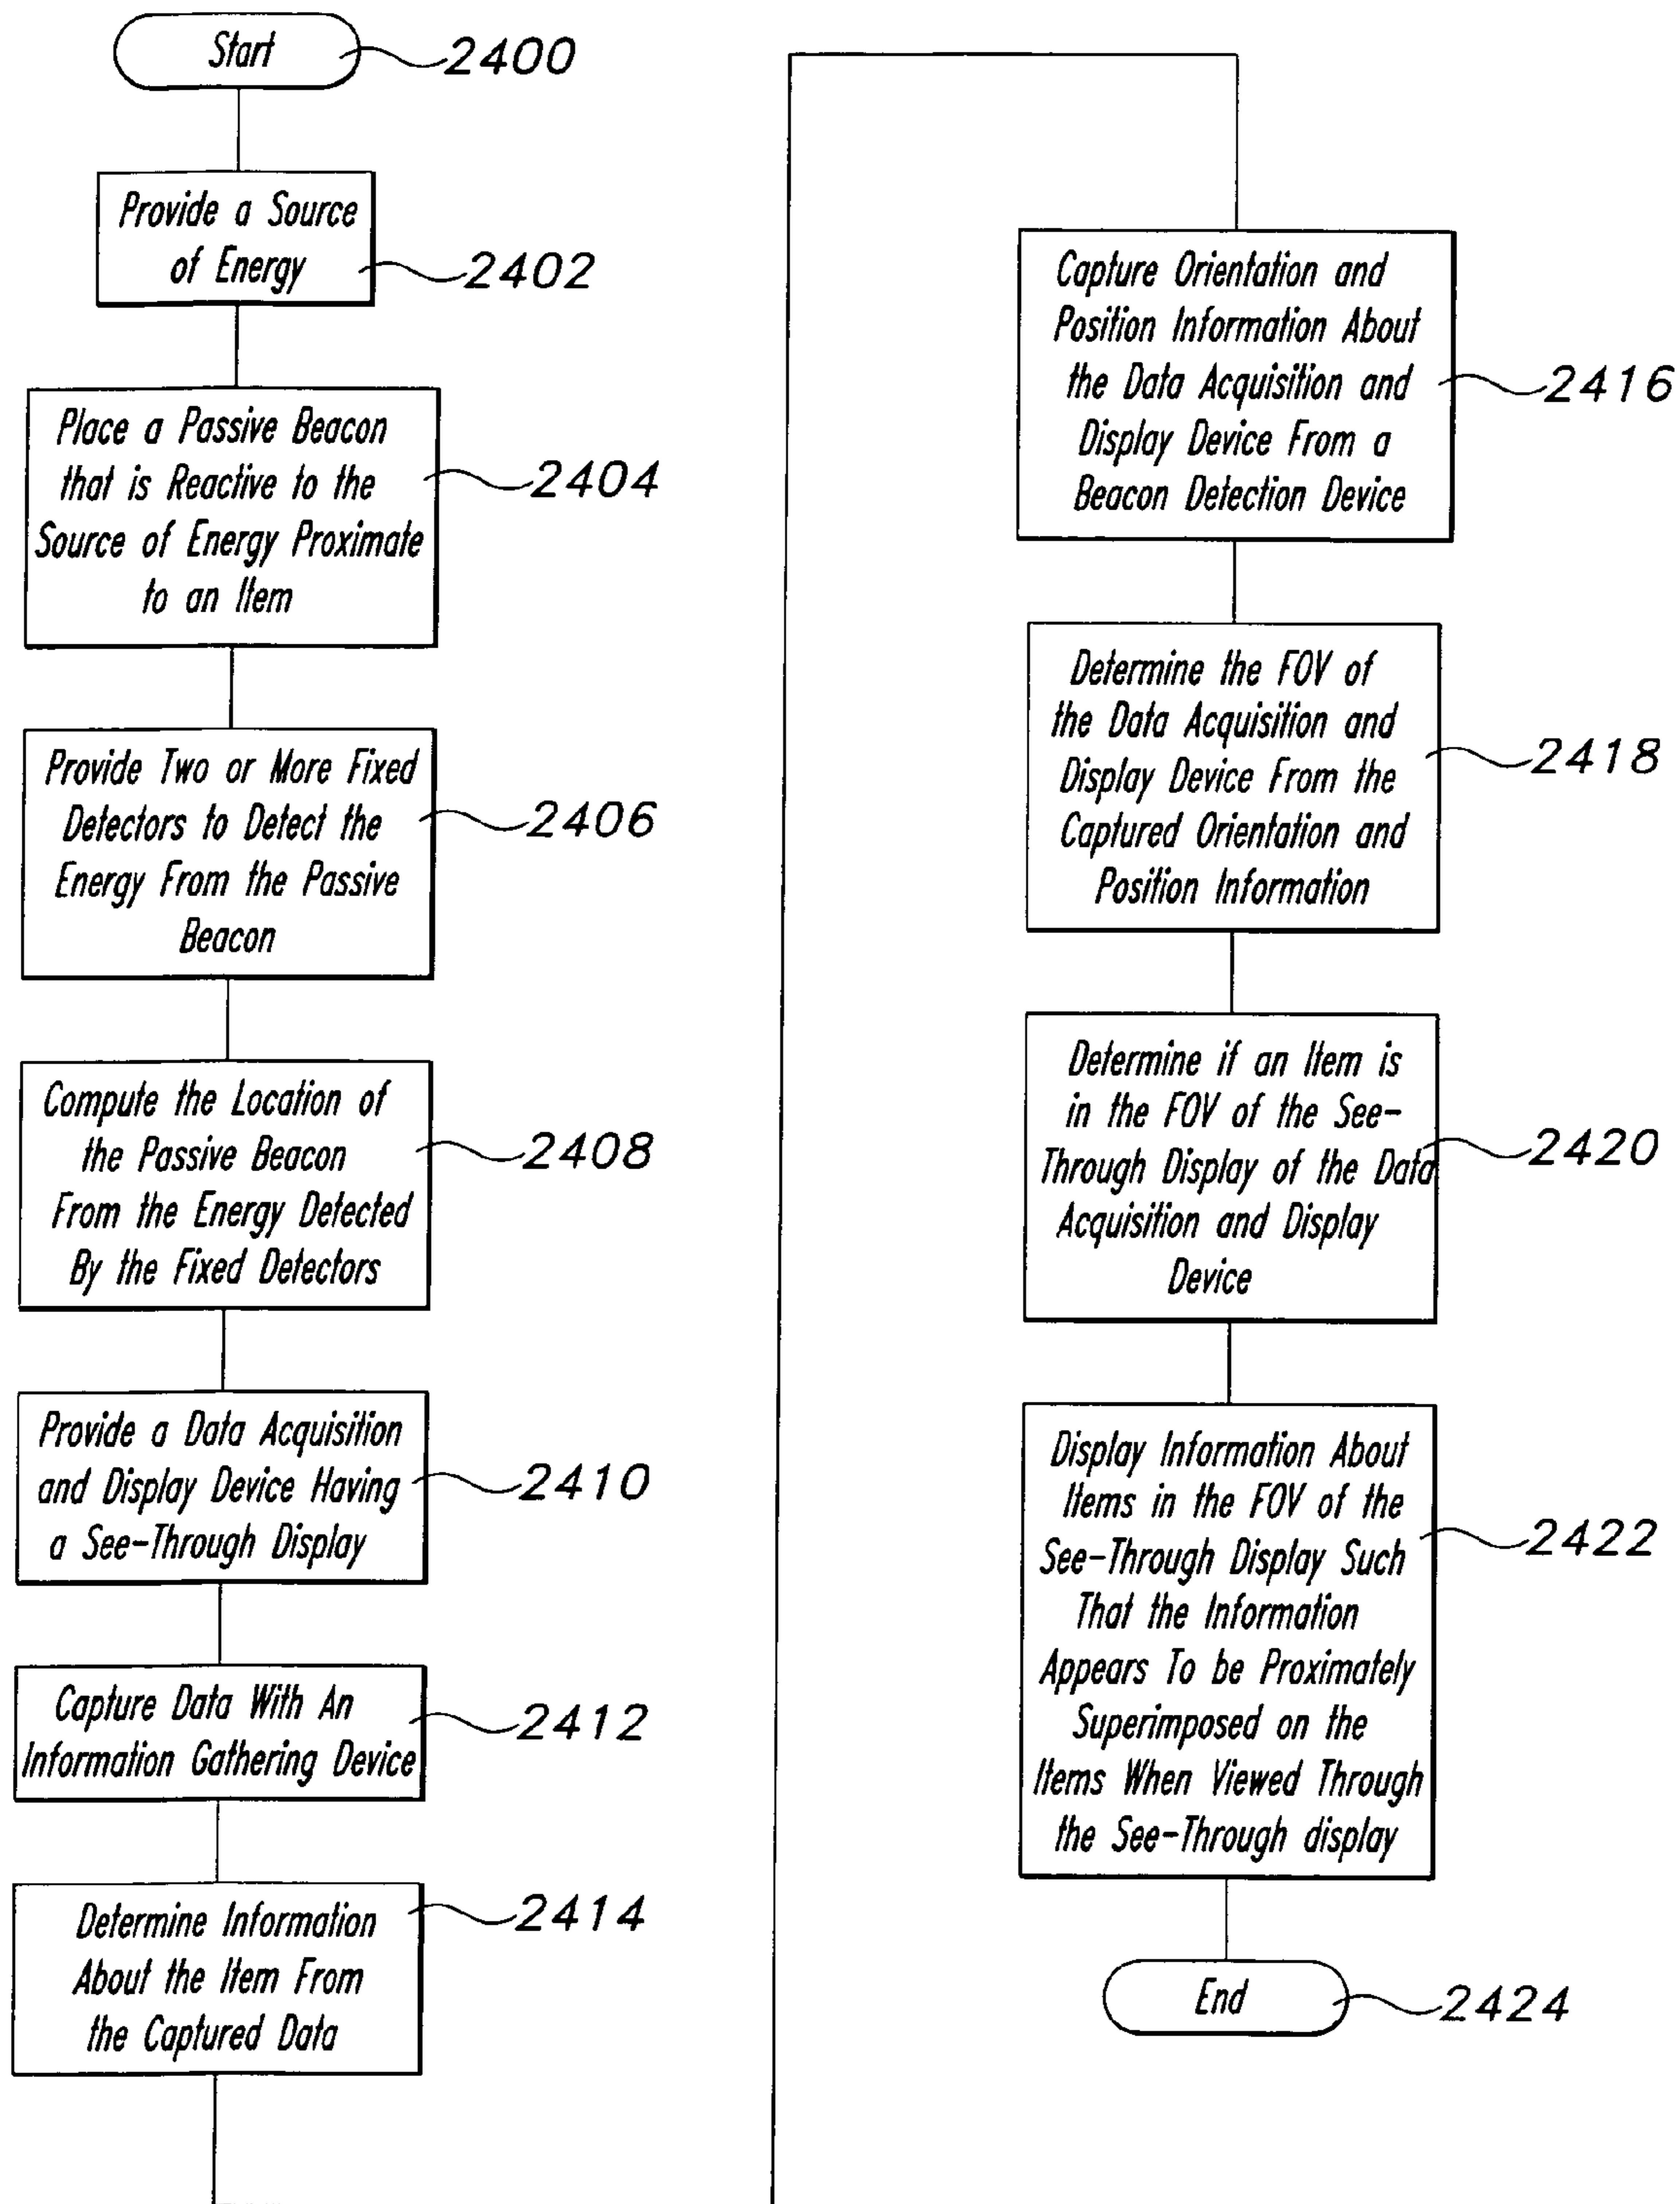 Start
2400
Provide a Source
of Energy
2402
Place a Passive Beacon
that is Reactive to the
Source of Energy Proximate
to an Item
2404
Provide Two or More Fixed
Detectors to Detect the
Energy From the Passive
Beacon
2406
Compute the Location of
the Passive Beacon
From the Energy Detected
By the Fixed Detectors
2408
Provide a Data Acquisition
and Display Device Having
a See-Through Display
2410
Capture Data With An
Information Gathering Device
2412
Determine Information
About the Item From
the Captured Data
2414
Capture Orientation and
Position Information About
the Data Acquisition and
Display Device From a
Beacon Detection Device
2416
Determine the FOV of
the Data Acquisition and
Display Device From the
Captured Orientation and
Position Information
2418
Determine if an Item is
in the FOV of the See-
Through Display of the Data
Acquisition and Display
Device
2420
Display Information About
Items in the FOV of the
See-Through Display Such
That the Information
Appears To be Proximately
Superimposed on the
Items When Viewed Through
the See-Through display
2422
End
2424